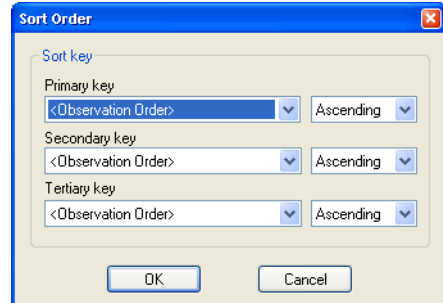 Sort Order
Sort key
Primary key
<Observation Order> Ascending
Secondary key
<Observation Order> Ascending
Tertiary key
<Observation Order> Ascending
OK Cancel